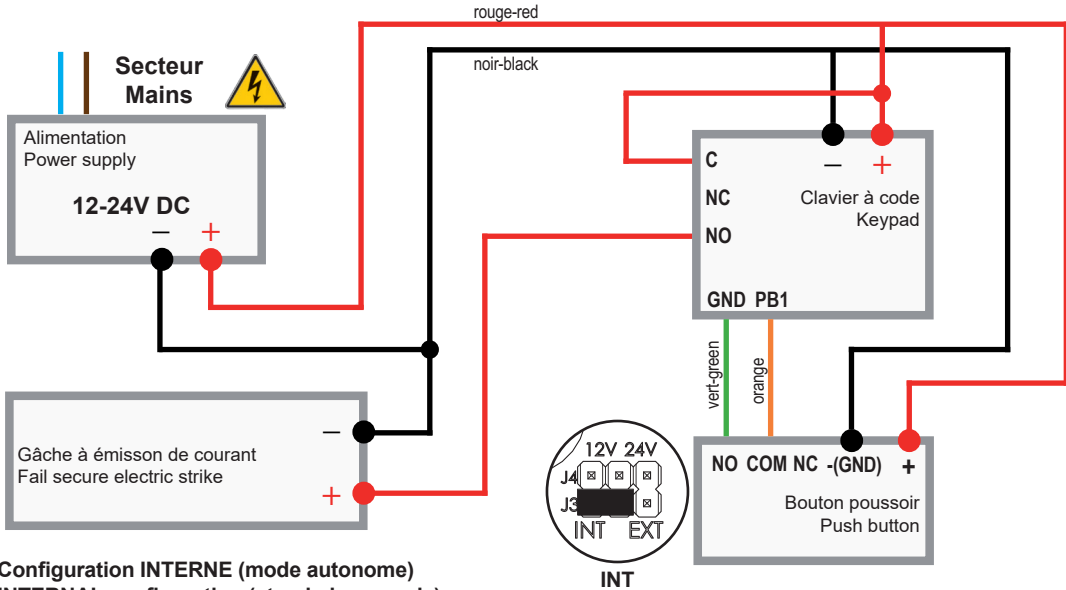 rouge-red
noir-black
Secteur
Mains
Alimentation
Power supply
12-24V DC
− +
− +
C
NC
NO
Clavier à code
Keypad
GND PB1
vert-green
orange
Gâche à émisson de courant
Fail secure electric strike
−
+
12V 24V
J4
J3
INT EXT
INT
NO COM NC -(GND) +
Bouton poussoir
Push button
Configuration INTERNE (mode autonome)